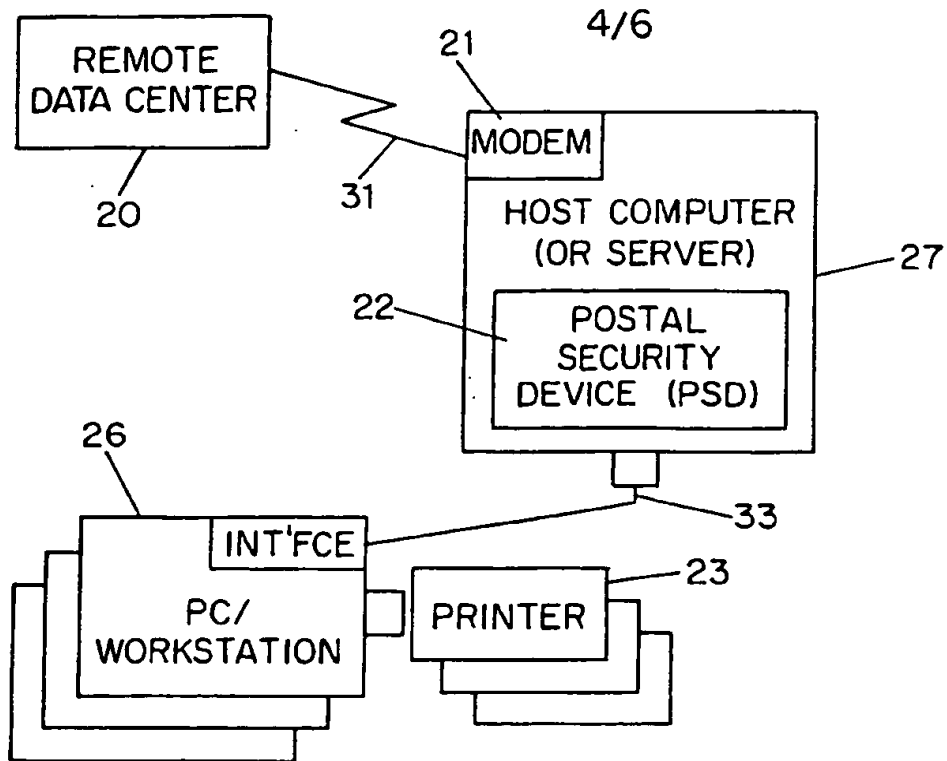 4/6
REMOTE
DATA CENTER
20
31
21
MODEM
HOST COMPUTER
(OR SERVER)
27
22
POSTAL
SECURITY
DEVICE (PSD)
33
26
INT'FCE
PC/
WORKSTATION
23
PRINTER